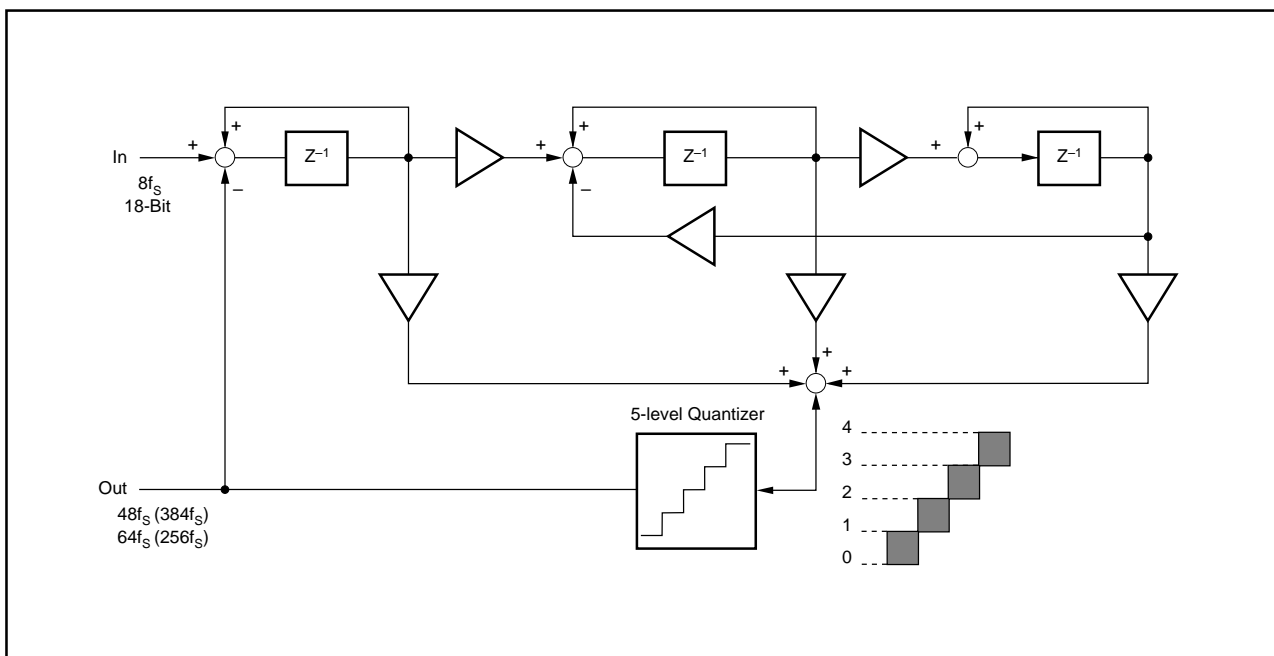 +
+
+
+
+
In
+
Z⁻¹
+
Z⁻¹
+
Z⁻¹
8fS
–
–
18-Bit
+
+
+
5-level Quantizer
4
3
2
Out
1
48fS (384fS)
64fS (256fS)
0